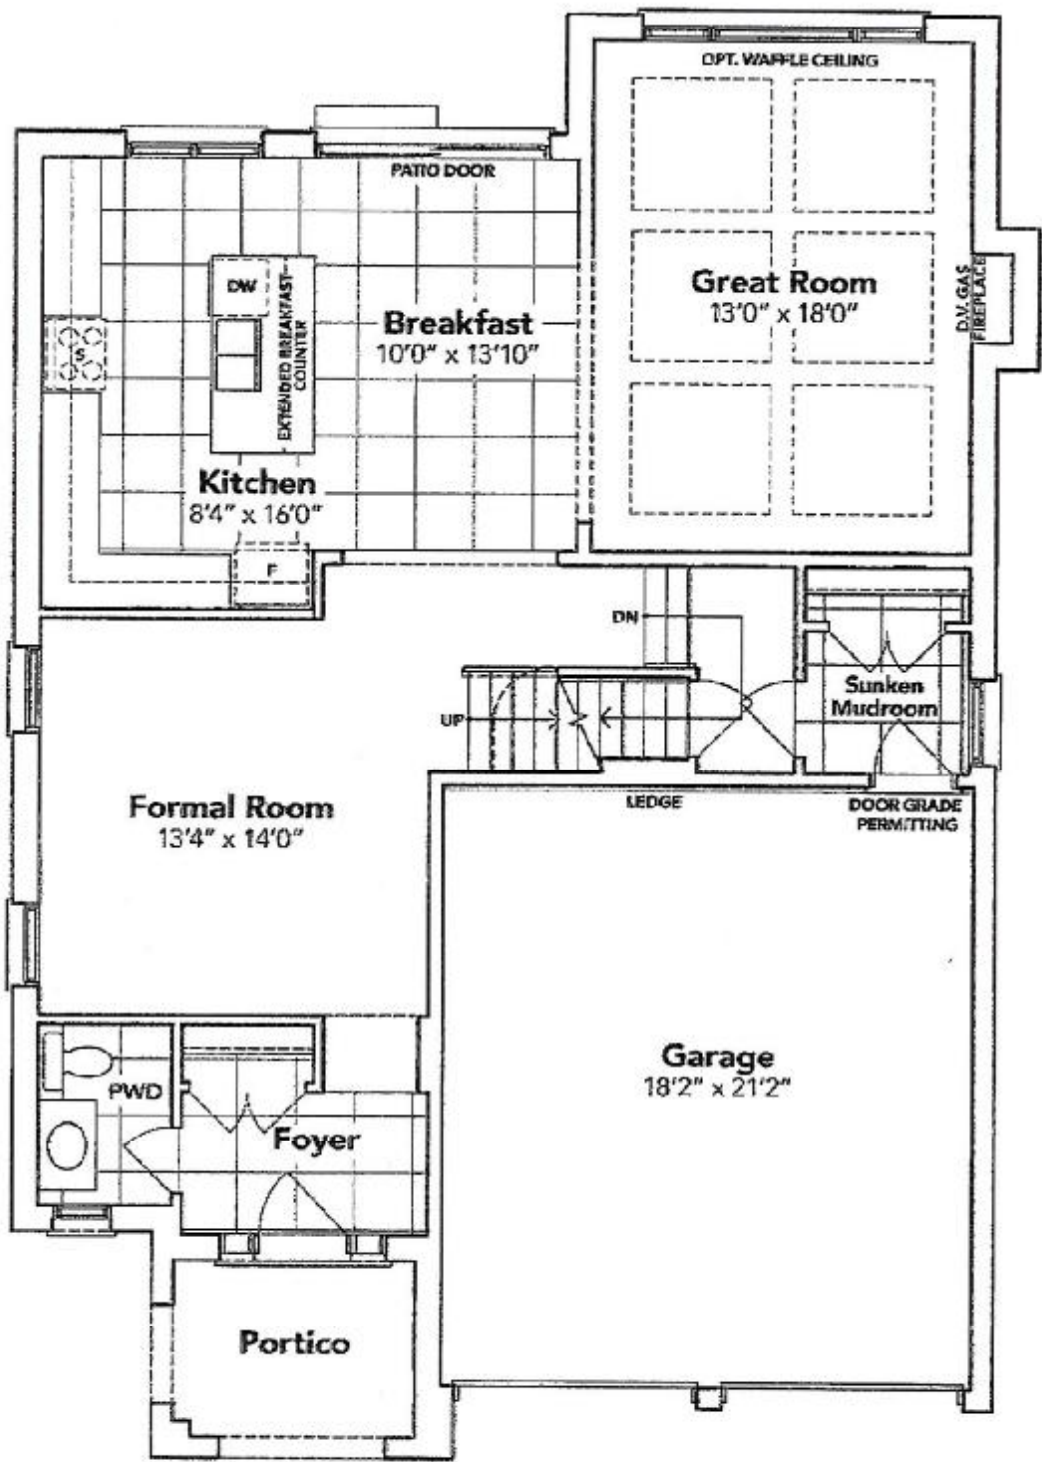 OPT. WAFFLE CEILING
PATIO DOOR
Great Room
13'0" x 18'0"
D.V. GAS
FIREPLACE
DW
EXTENDED BREAKFAST
COUNTER
Breakfast
10'0" x 13'10"
S
Kitchen
8'4" x 16'0"
F
DN
UP
Sunken
Mudroom
LEDGE
DOOR GRADE
PERMITTING
Formal Room
13'4" x 14'0"
Garage
18'2" x 21'2"
PWD
Foyer
Portico